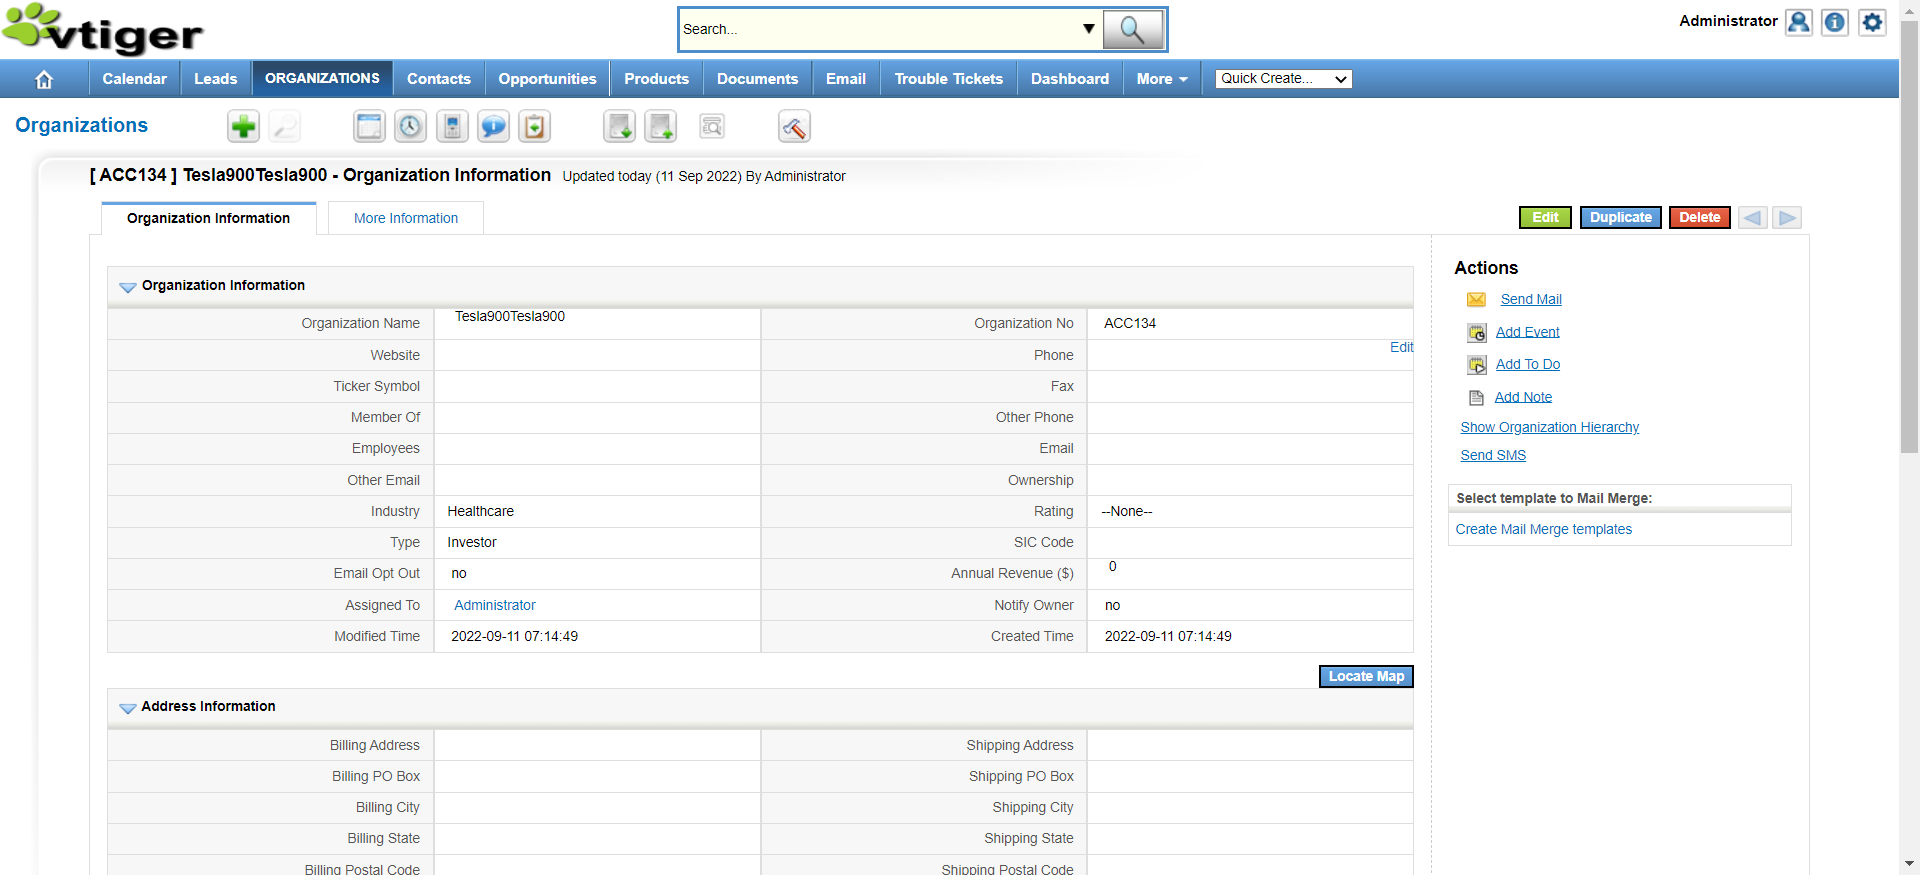 vtiger
Search...
Administrator
Calendar Leads ORGANIZATIONS Contacts Opportunities Products Documents Email Trouble Tickets Dashboard More Quick Create...
Organizations
[ ACC134 ] Tesla900Tesla900 - Organization Information Updated today (11 Sep 2022) By Administrator
Organization Information More Information Edit Duplicate Delete
Organization Information
Organization Name Tesla900Tesla900 Organization No ACC134
Website Phone Edit
Ticker Symbol Fax
Member Of Other Phone
Employees Email
Other Email Ownership
Industry Healthcare Rating --None--
Type Investor SIC Code
Email Opt Out no Annual Revenue ($) 0
Assigned To Administrator Notify Owner no
Modified Time 2022-09-11 07:14:49 Created Time 2022-09-11 07:14:49
Locate Map
Address Information
Billing Address Shipping Address
Billing PO Box Shipping PO Box
Billing City Shipping City
Billing State Shipping State
Billing Postal Code Shipping Postal Code
Actions
Send Mail
Add Event
Add To Do
Add Note
Show Organization Hierarchy
Send SMS
Select template to Mail Merge:
Create Mail Merge templates